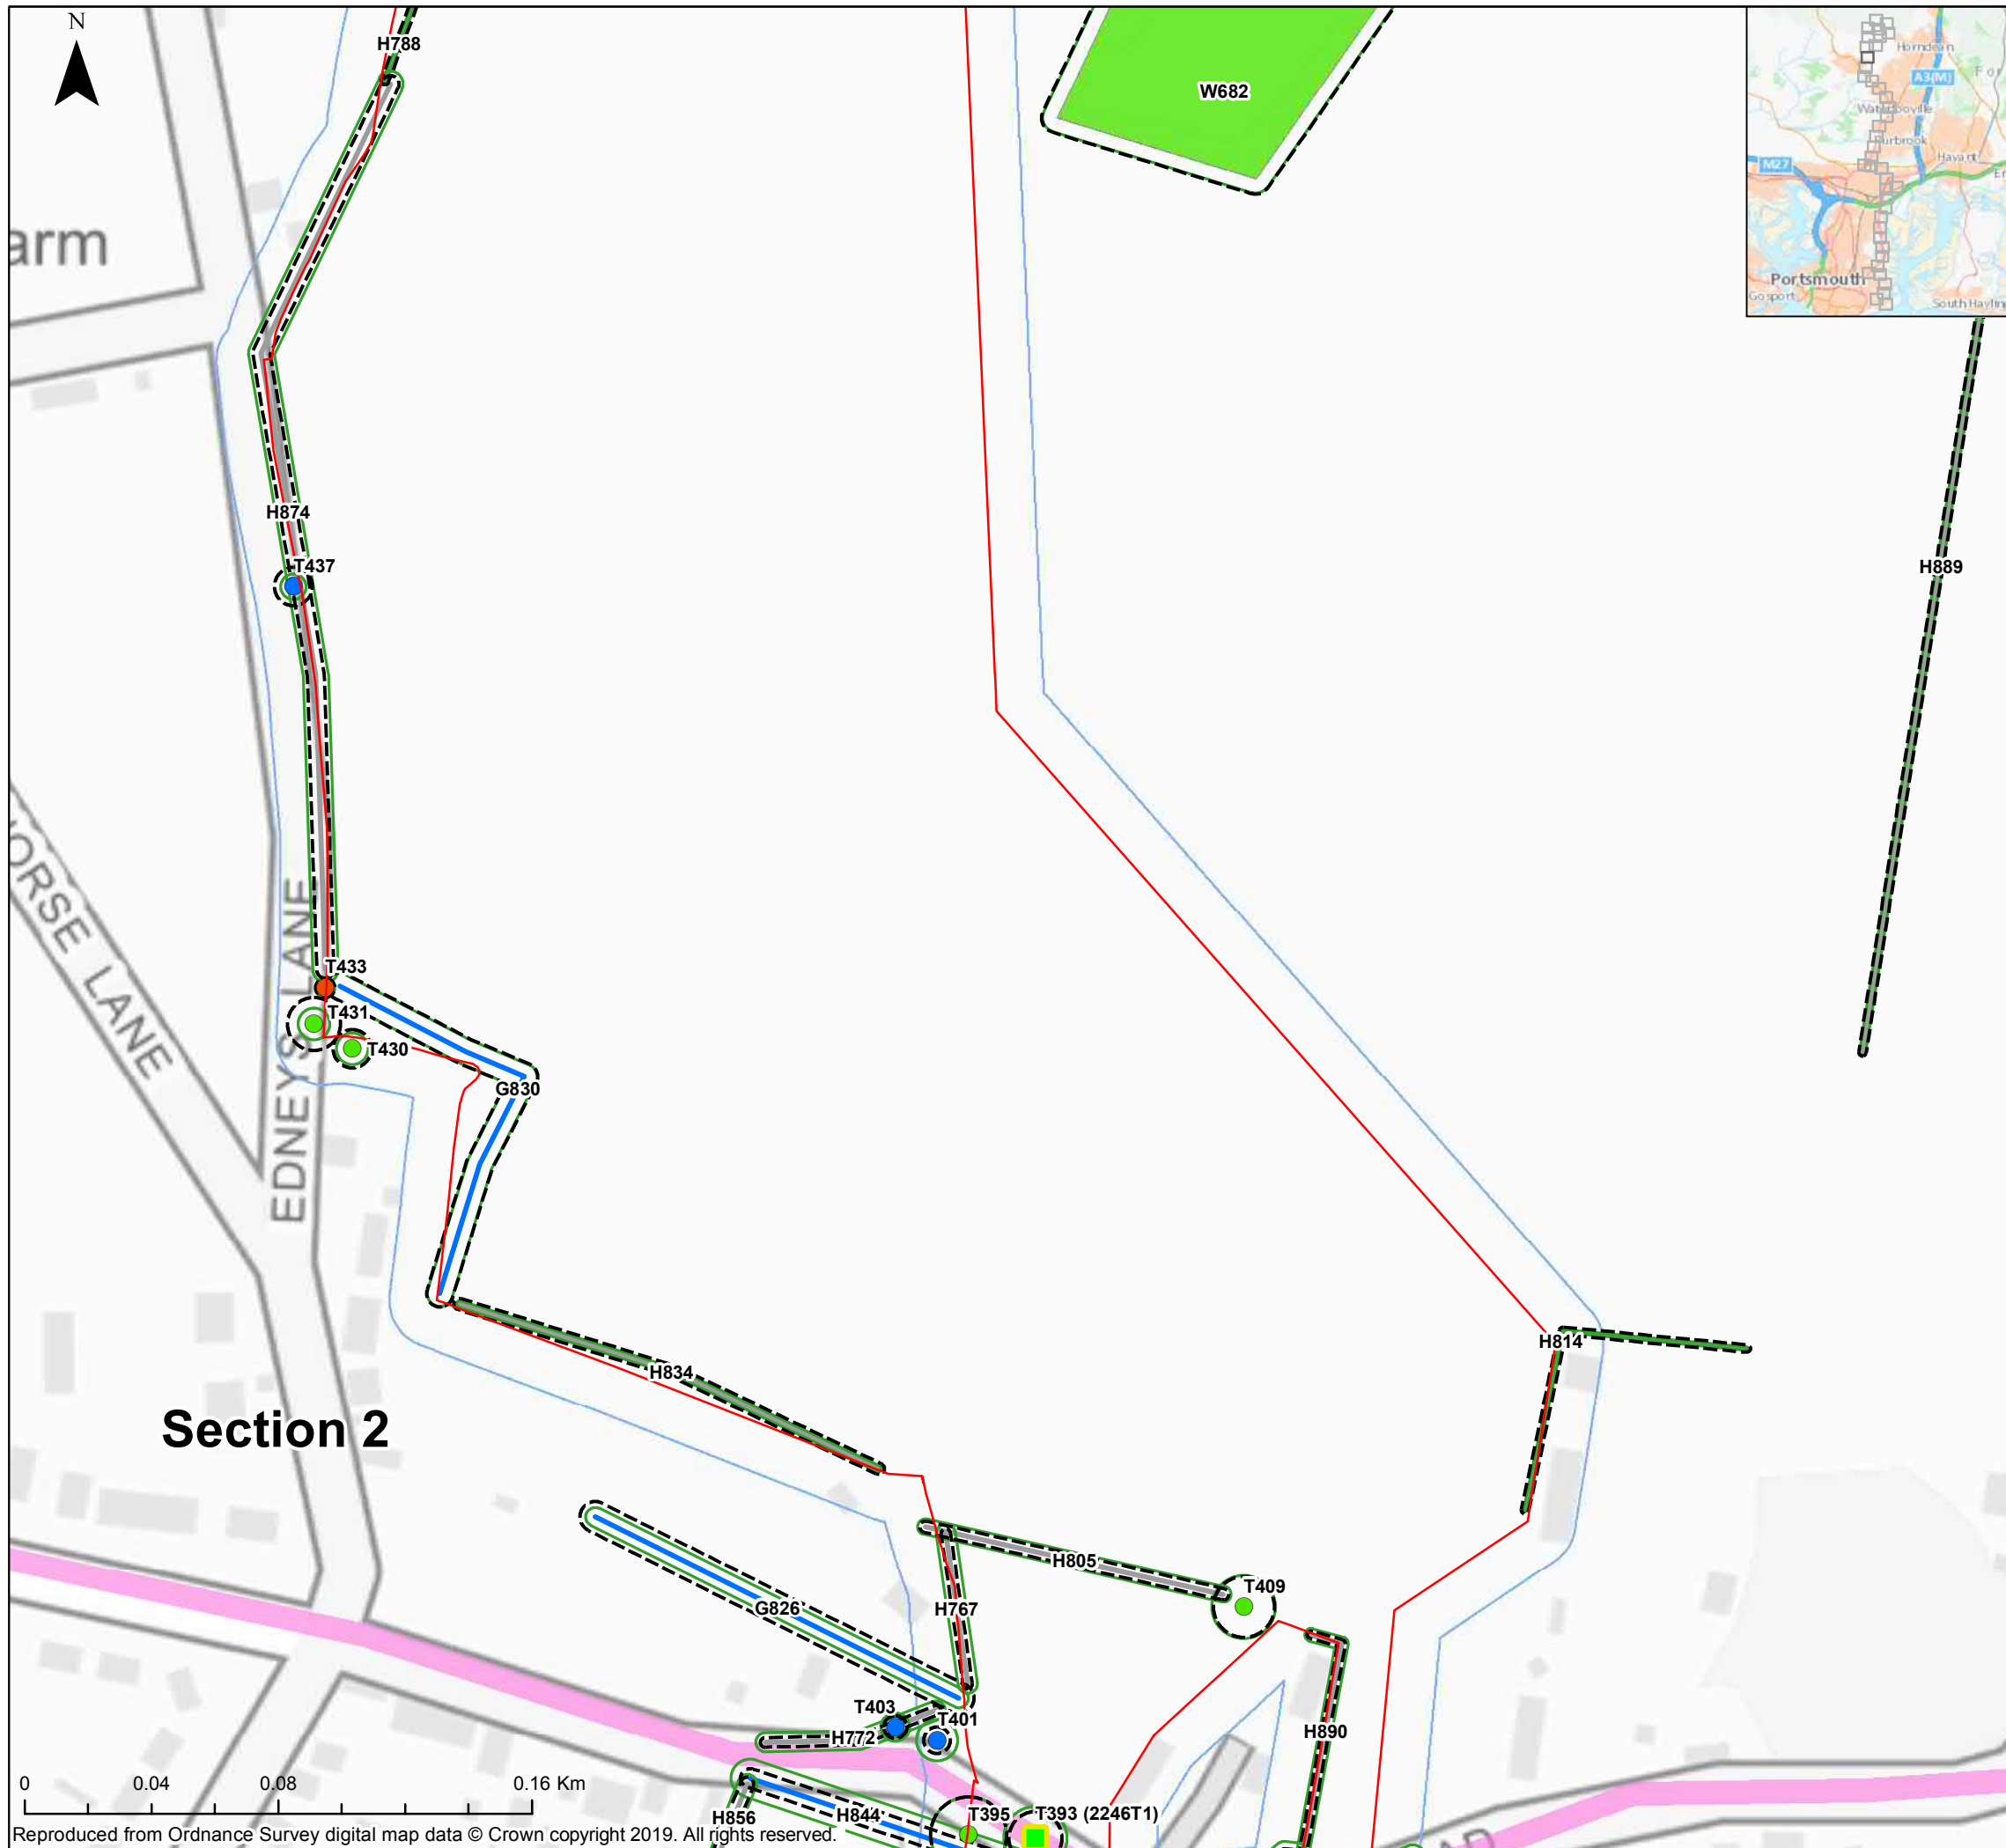 N
H788
W682
Horndean
A3(M)
For
Waterlooville
Purbrook
Havant
M27
Portsmouth
Gosport
South Hayling
arm
H874
T437
H889
EDNEYS LANE
ORSE LANE
T433
T431
T430
G830
H814
H834
Section 2
H805
T409
G826
H767
T403
T401
H772
H890
0 0.04 0.08 0.16 Km
H856
H844
T395
T393 (2246T1)
Reproduced from Ordnance Survey digital map data © Crown copyright 2019. All rights reserved.